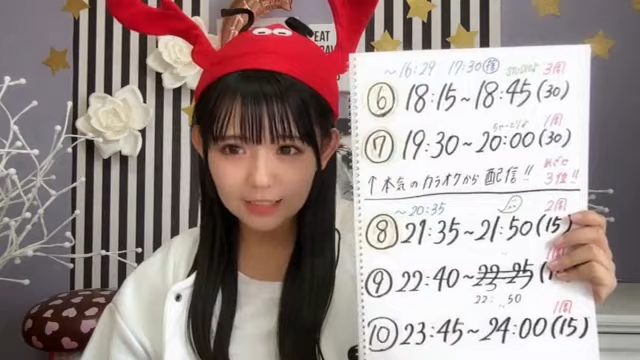 EAT
~16:29 17:30㊡
3周
⑥ 18:15~18:45(30)
1周
⑦ 19:30~20:00(30)
↑本気のカラオケから配信!! 3位!!
~20:35
2周
⑧ 21:35~21:50(15)
⑨ 22:40~
22:50
1周
⑩ 23:45~24:00(15)